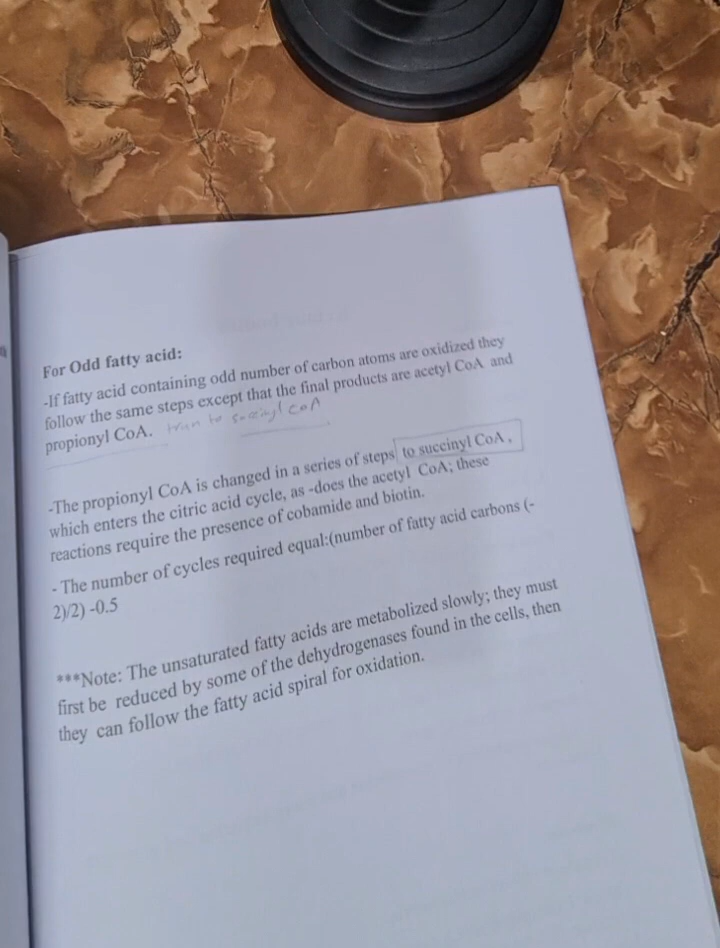 For Odd fatty acid:
-If fatty acid containing odd number of carbon atoms are oxidized they
follow the same steps except that the final products are acetyl CoA and
propionyl CoA. to succinyl CoA
-The propionyl CoA is changed in a series of steps to succinyl CoA ,
which enters the citric acid cycle, as -does the acetyl CoA; these
reactions require the presence of cobamide and biotin.
- The number of cycles required equal:(number of fatty acid carbons (-
2)/2) -0.5
***Note: The unsaturated fatty acids are metabolized slowly; they must
first be reduced by some of the dehydrogenases found in the cells, then
they can follow the fatty acid spiral for oxidation.